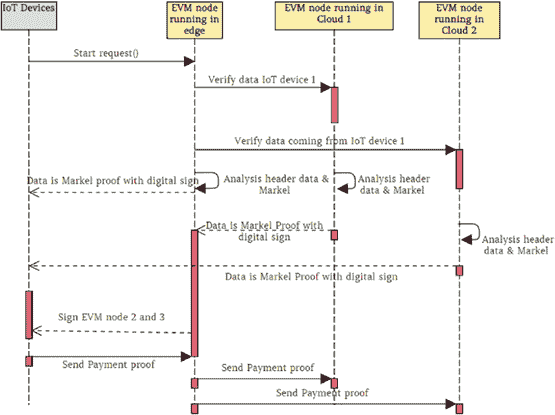 IoT Devices
EVM node
running in
edge
EVM node running in
Cloud 1
EVM node
running in
Cloud 2
Start request()
Verify data IoT device 1
Verify data coming from IoT device 1
Data is Markel proof with digital sign
Analysis header data &
Markel
Analysis header
data & Markel
Data is Markel Proof with
digital sign
Analysis header
data & Markel
Data is Markel Proof with digital sign
Sign EVM node 2 and 3
Send Payment proof
Send Payment proof
Send Payment proof